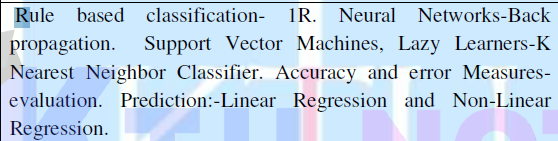 Rule based classification- 1R. Neural Networks-Back
propagation. Support Vector Machines, Lazy Learners-K
Nearest Neighbor Classifier. Accuracy and error Measures-
evaluation. Prediction:-Linear Regression and Non-Linear
Regression.